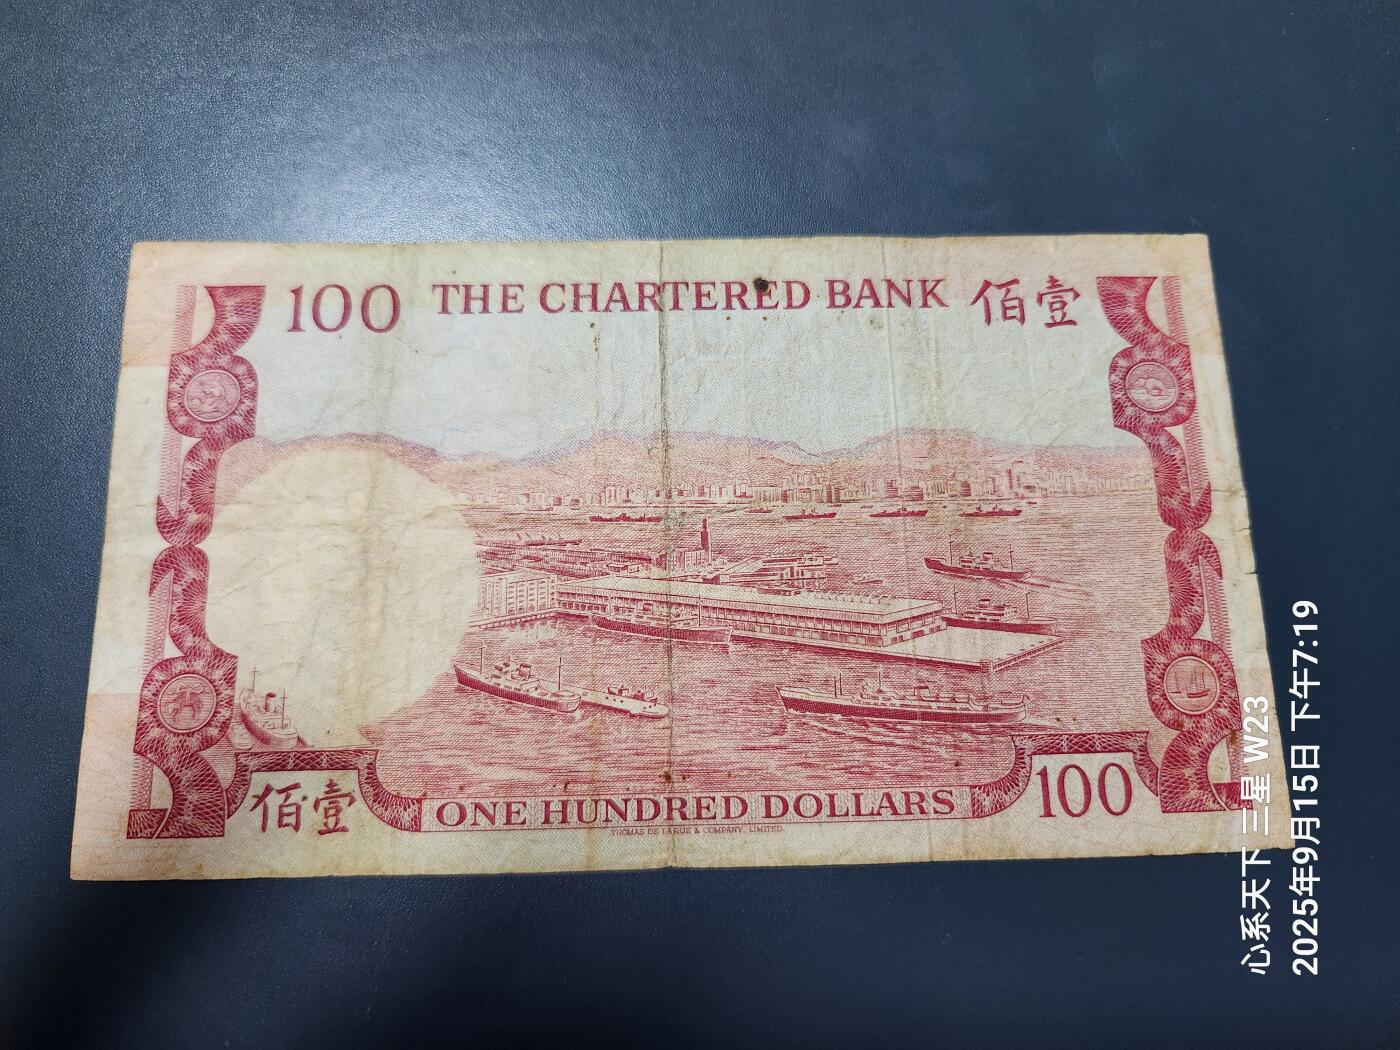 100 THE CHARTERED BANK 佰壹
佰壹 ONE HUNDRED DOLLARS 100
THOMAS DE LA RUE & COMPANY, LIMITED.
心系天下 三星 W23
2025年9月15日 下午7:19